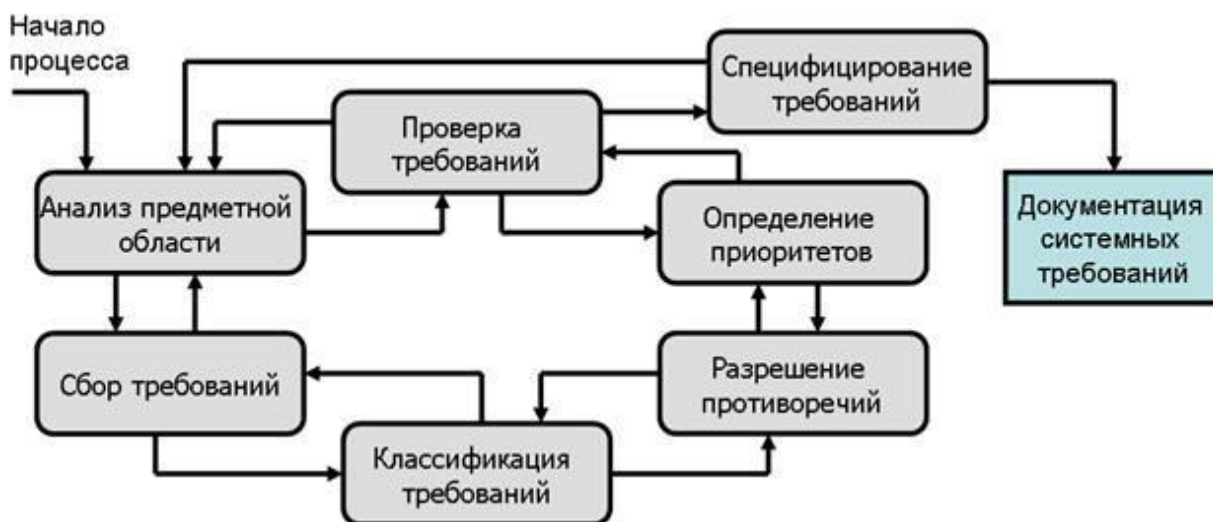 Начало
процесса
Спецификация
требований
Проверка
требований
Анализ предметной
области
Определение
приоритетов
Документация
системных
требований
Сбор требований
Разрешение
противоречий
Классификация
требований